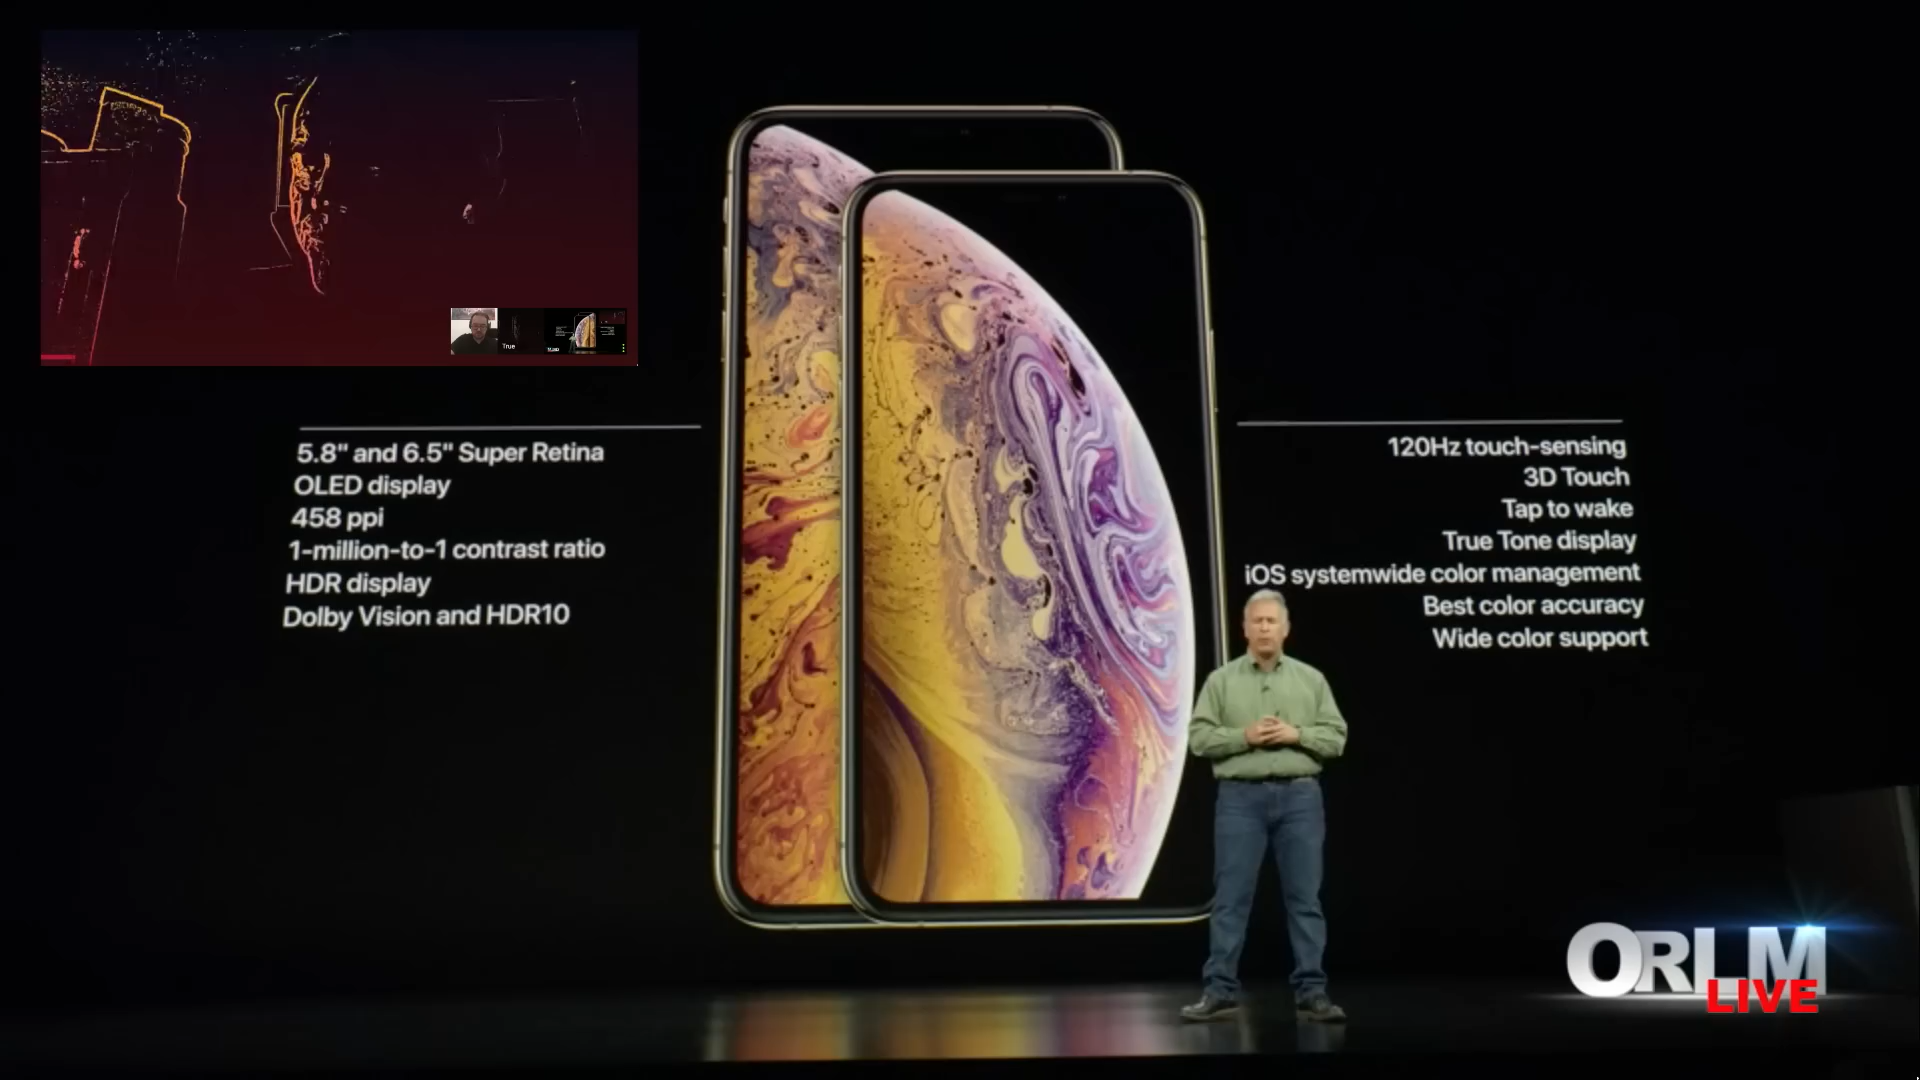 True
5.8" and 6.5" Super Retina
OLED display
458 ppi
1-million-to-1 contrast ratio
HDR display
Dolby Vision and HDR10
120Hz touch-sensing
3D Touch
Tap to wake
True Tone display
iOS systemwide color management
Best color accuracy
Wide color support
ORLM
LIVE